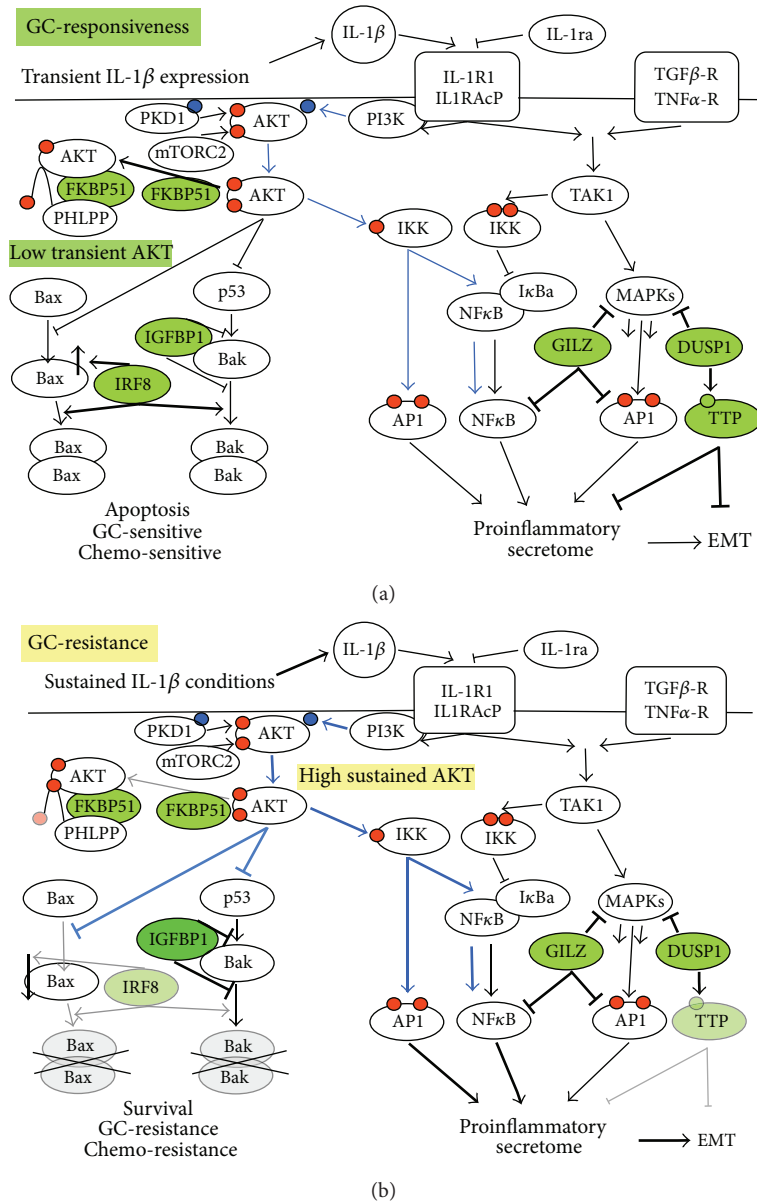 GC-responsiveness
IL-1β
IL-1ra
Transient IL-1β expression
IL-1R1
IL1RAcP
TGFβ-R
TNFα-R
PKD1
AKT
PI3K
mTORC2
AKT
FKBP51
PHLPP
FKBP51
AKT
TAK1
IKK
IKK
Low transient AKT
Bax
p53
NFκB
IκBa
MAPKs
IGFBP1
Bak
GILZ
DUSP1
Bax
IRF8
AP1
NFκB
AP1
TTP
Bax
Bax
Bak
Bak
Apoptosis
GC-sensitive
Chemo-sensitive
Proinflammatory
secretome
EMT
(a)
GC-resistance
IL-1β
IL-1ra
Sustained IL-1β conditions
IL-1R1
IL1RAcP
TGFβ-R
TNFα-R
PKD1
AKT
PI3K
mTORC2
High sustained AKT
AKT
FKBP51
PHLPP
FKBP51
AKT
TAK1
IKK
IKK
Bax
p53
NFκB
IκBa
MAPKs
IGFBP1
Bak
GILZ
DUSP1
Bax
IRF8
AP1
NFκB
AP1
TTP
Bax
Bax
Bak
Bak
Survival
GC-resistance
Chemo-resistance
Proinflammatory
secretome
EMT
(b)